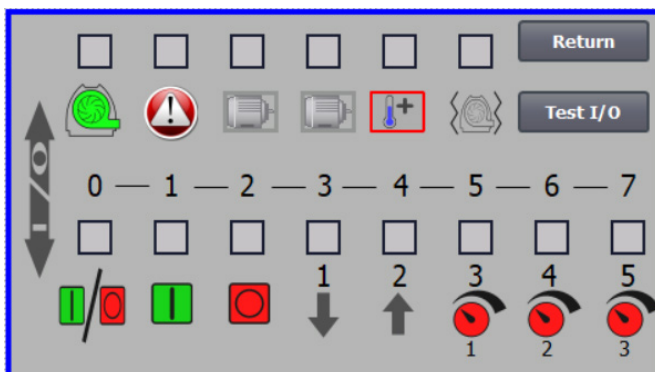 Return
Test I/O
I/O
0 — 1 — 2 — 3 — 4 — 5 — 6 — 7
1 2 3 4 5
1 2 3